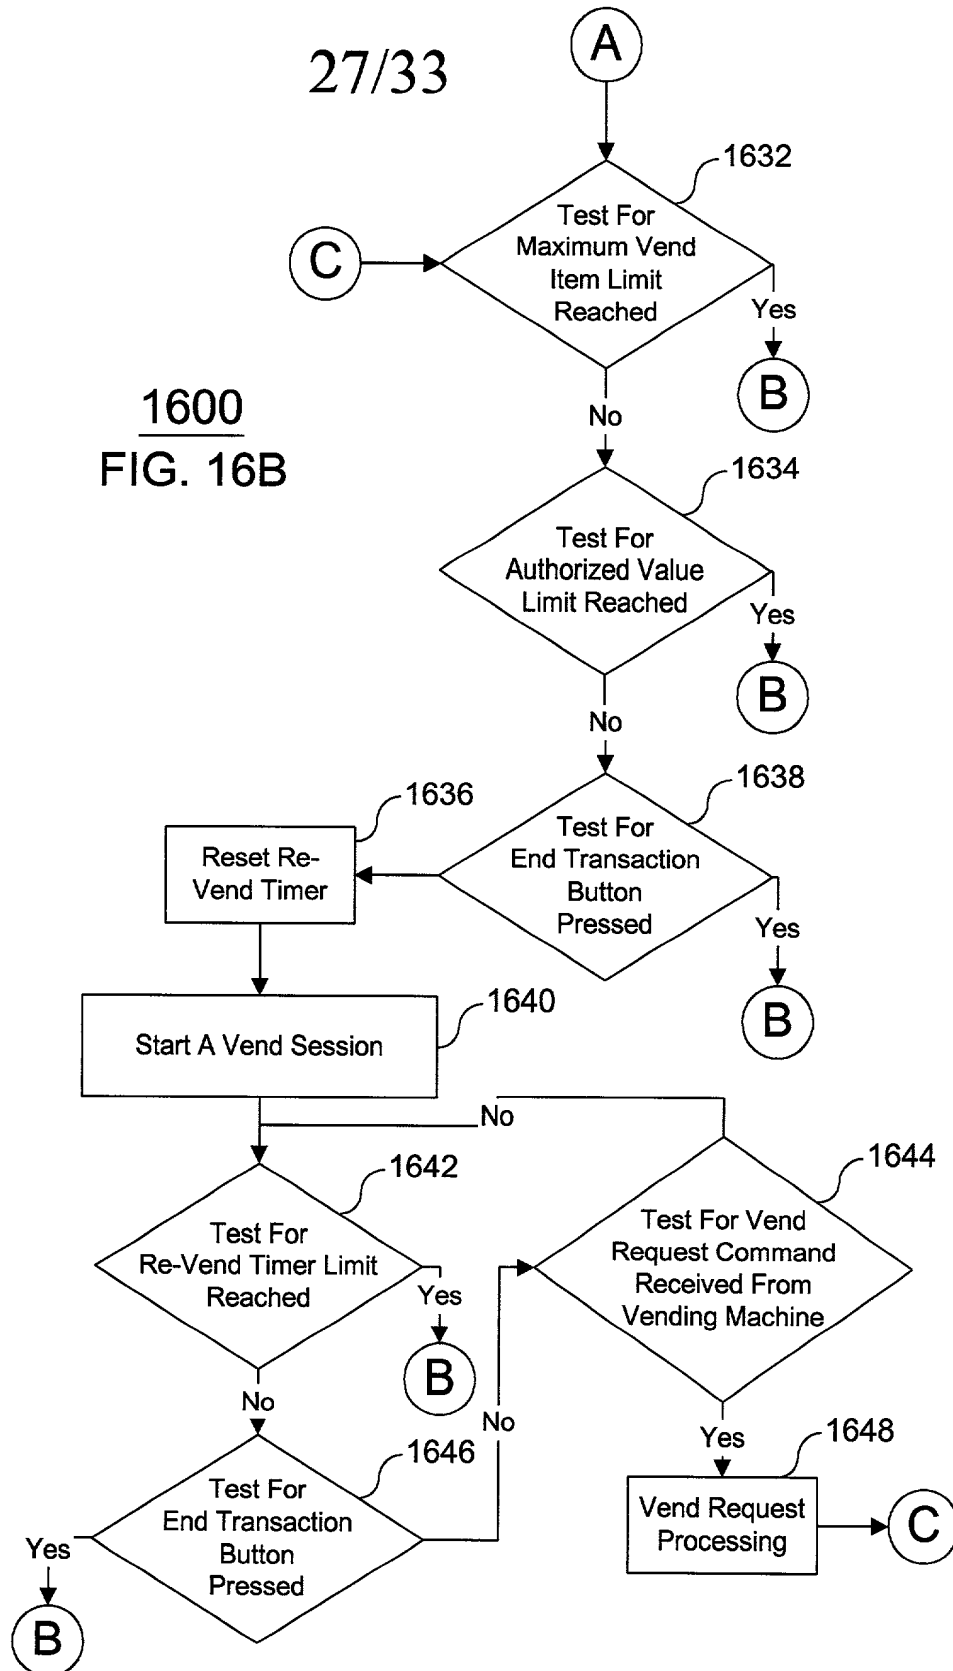 A
27/33
1632
Test For
Maximum Vend
Item Limit
Reached
C
Yes
B
No
1600
FIG. 16B
1634
Test For
Authorized Value
Limit Reached
Yes
B
No
1638
Test For
End Transaction
Button
Pressed
1636
Reset Re-
Vend Timer
Yes
B
1640
Start A Vend Session
No
1642
Test For
Re-Vend Timer Limit
Reached
Yes
B
1644
Test For Vend
Request Command
Received From
Vending Machine
No
No
1646
Test For
End Transaction
Button
Pressed
Yes
B
Yes
1648
Vend Request
Processing
C